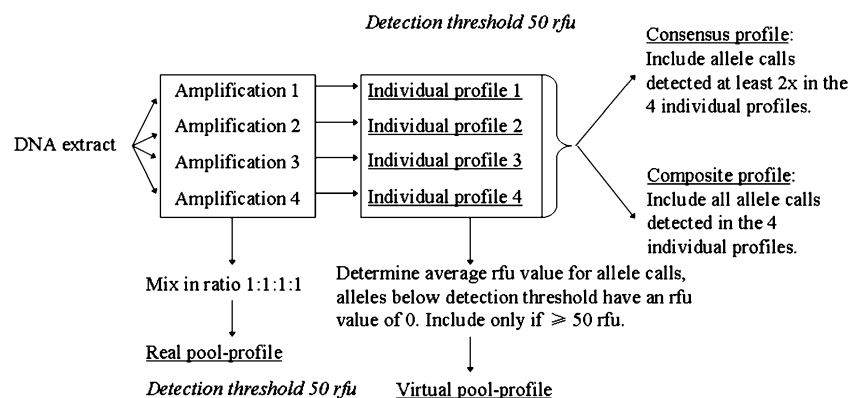 Detection threshold 50 rfu
DNA extract
Amplification 1
Amplification 2
Amplification 3
Amplification 4
Individual profile 1
Individual profile 2
Individual profile 3
Individual profile 4
Consensus profile:
Include allele calls
detected at least 2x in the
4 individual profiles.
Composite profile:
Include all allele calls
detected in the 4
individual profiles.
Mix in ratio 1:1:1:1
Real pool-profile
Detection threshold 50 rfu
Determine average rfu value for allele calls,
alleles below detection threshold have an rfu
value of 0. Include only if ⩾ 50 rfu.
Virtual pool-profile